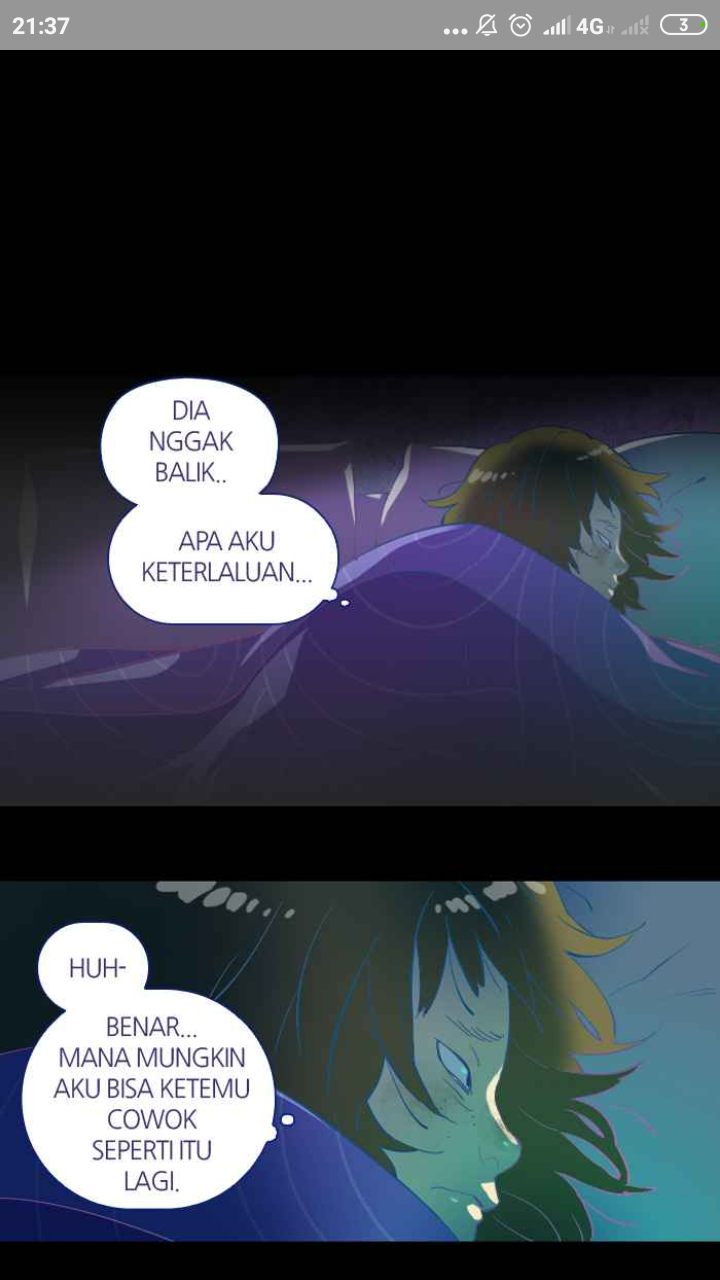 21:37
4G
3
DIA
NGGAK
BALIK..
APA AKU
KETERLALUAN...
HUH-
BENAR...
MANA MUNGKIN
AKU BISA KETEMU
COWOK
SEPERTI ITU
LAGI.